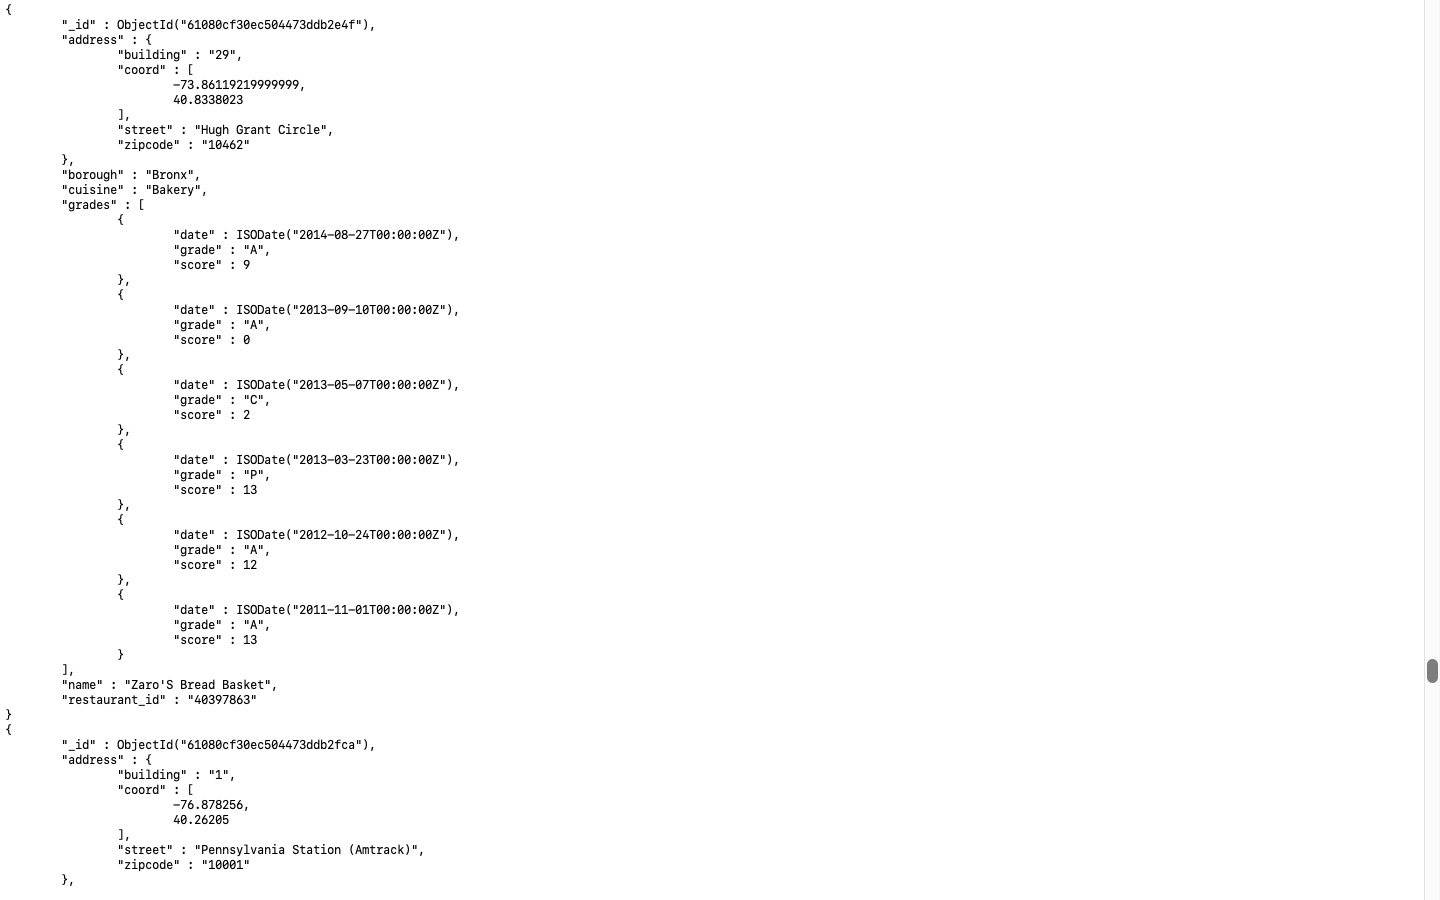 {
"_id" : ObjectId("61080cf30ec504473ddb2e4f"),
"address" : {
"building" : "29",
"coord" : [
-73.86119219999999,
40.8338023
],
"street" : "Hugh Grant Circle",
"zipcode" : "10462"
},
"borough" : "Bronx",
"cuisine" : "Bakery",
"grades" : [
{
"date" : ISODate("2014-08-27T00:00:00Z"),
"grade" : "A",
"score" : 9
},
{
"date" : ISODate("2013-09-10T00:00:00Z"),
"grade" : "A",
"score" : 0
},
{
"date" : ISODate("2013-05-07T00:00:00Z"),
"grade" : "C",
"score" : 2
},
{
"date" : ISODate("2013-03-23T00:00:00Z"),
"grade" : "P",
"score" : 13
},
{
"date" : ISODate("2012-10-24T00:00:00Z"),
"grade" : "A",
"score" : 12
},
{
"date" : ISODate("2011-11-01T00:00:00Z"),
"grade" : "A",
"score" : 13
}
],
"name" : "Zaro'S Bread Basket",
"restaurant_id" : "40397863"
}
{
"_id" : ObjectId("61080cf30ec504473ddb2fca"),
"address" : {
"building" : "1",
"coord" : [
-76.878256,
40.26205
],
"street" : "Pennsylvania Station (Amtrack)",
"zipcode" : "10001"
},